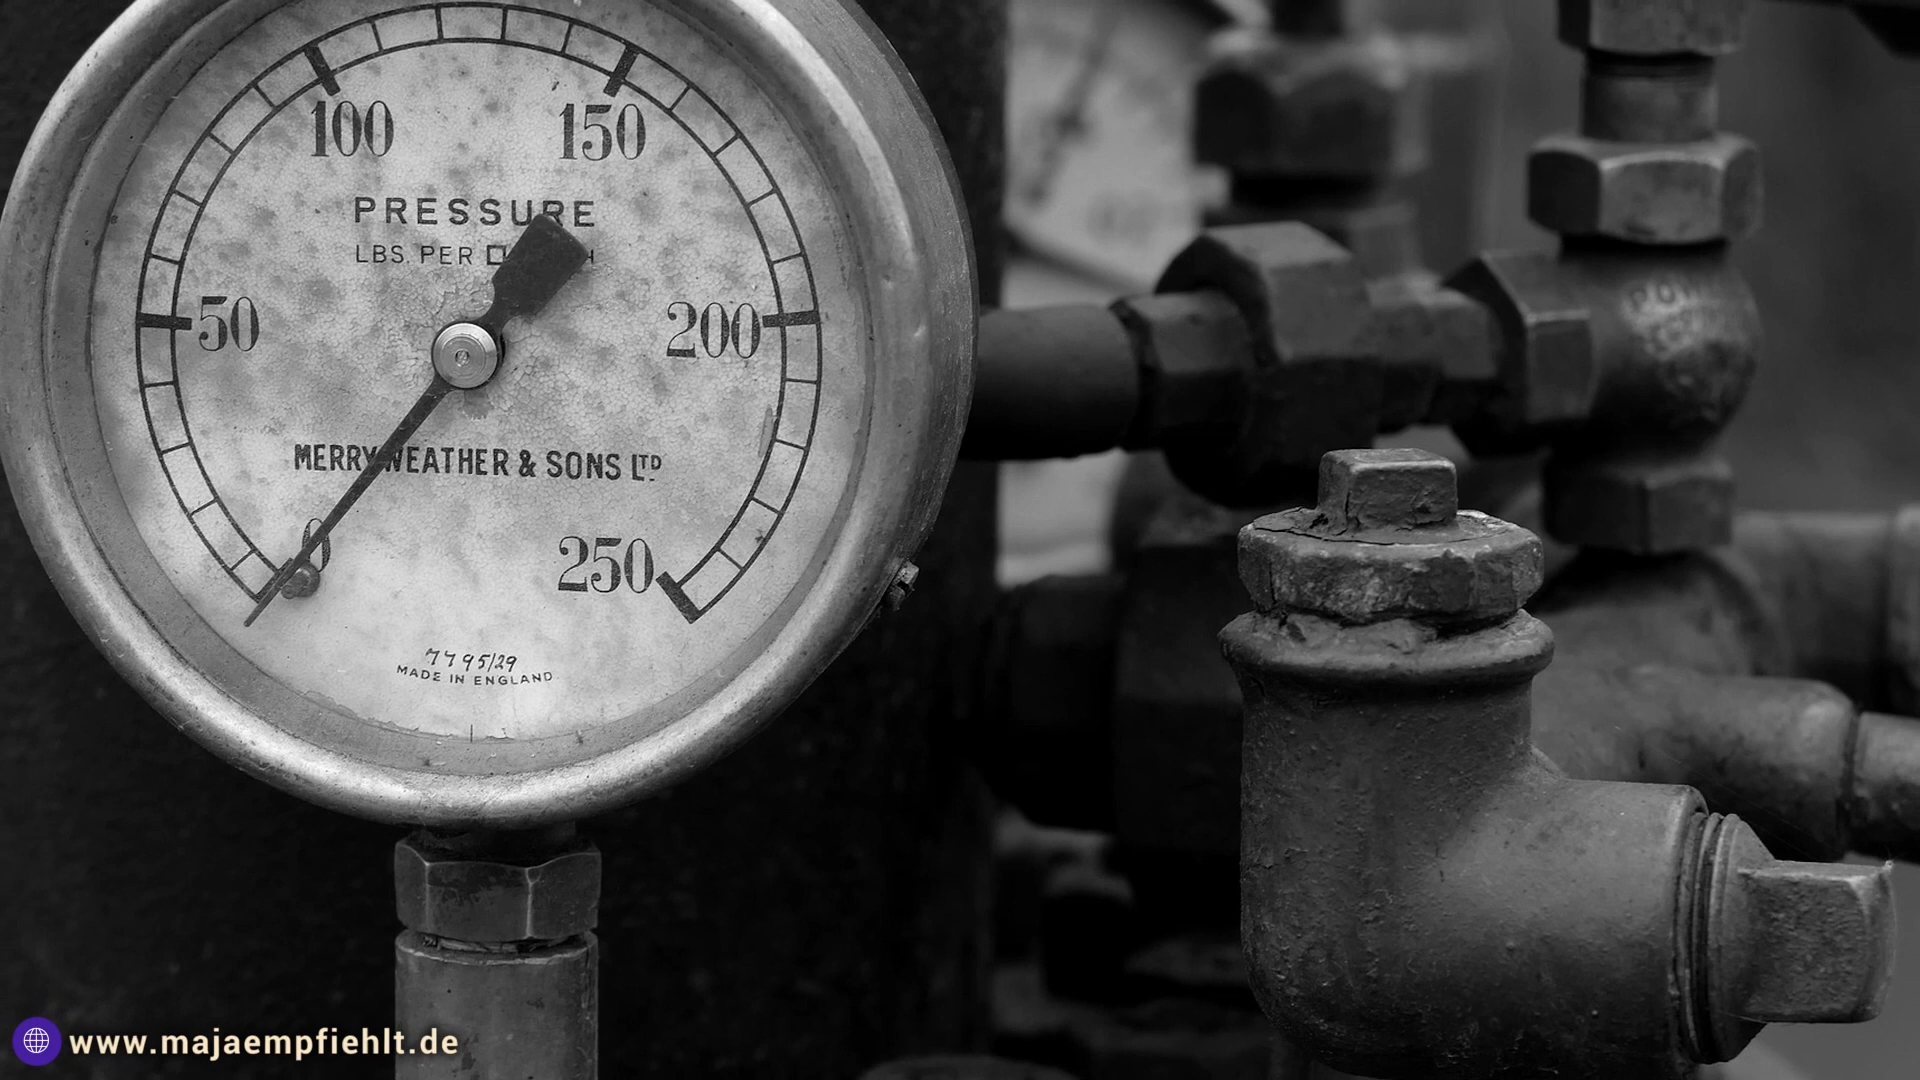 100 150
PRESSURE
LBS. PER
50 200
MERRYWEATHER & SONS LTD.
0 250
7795/29
MADE IN ENGLAND
www.majaempfiehlt.de